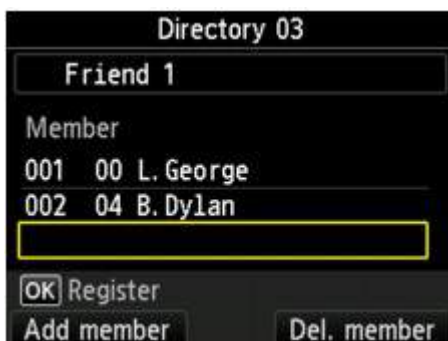 Directory 03
Friend 1
Member
001 00 L.George
002 04 B.Dylan
OK Register
Add member Del. member